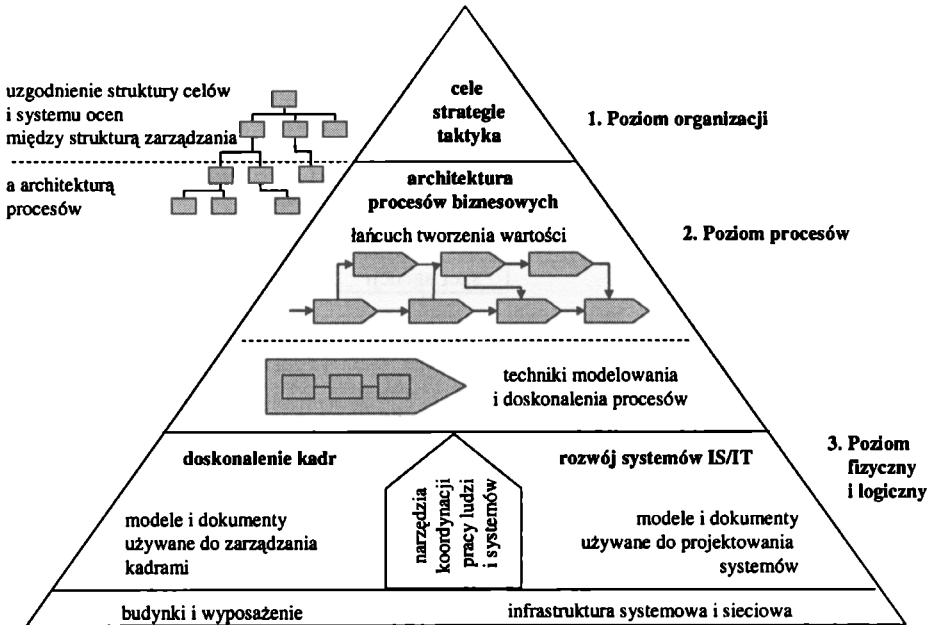 cele
strategie
taktyka
uzgodnienie struktury celów
i systemu ocen
między strukturą zarządzania
a architekturą
procesów
1. Poziom organizacji
architektura
procesów biznesowych
łańcuch tworzenia wartości
2. Poziom procesów
techniki modelowania
i doskonalenia procesów
3. Poziom
fizyczny
i logiczny
doskonalenie kadr
modele i dokumenty
używane do zarządzania
kadrami
narzędzia
koordynacji
pracy ludzi
i systemów
rozwój systemów IS/IT
modele i dokumenty
używane do projektowania
systemów
budynki i wyposażenie
infrastruktura systemowa i sieciowa